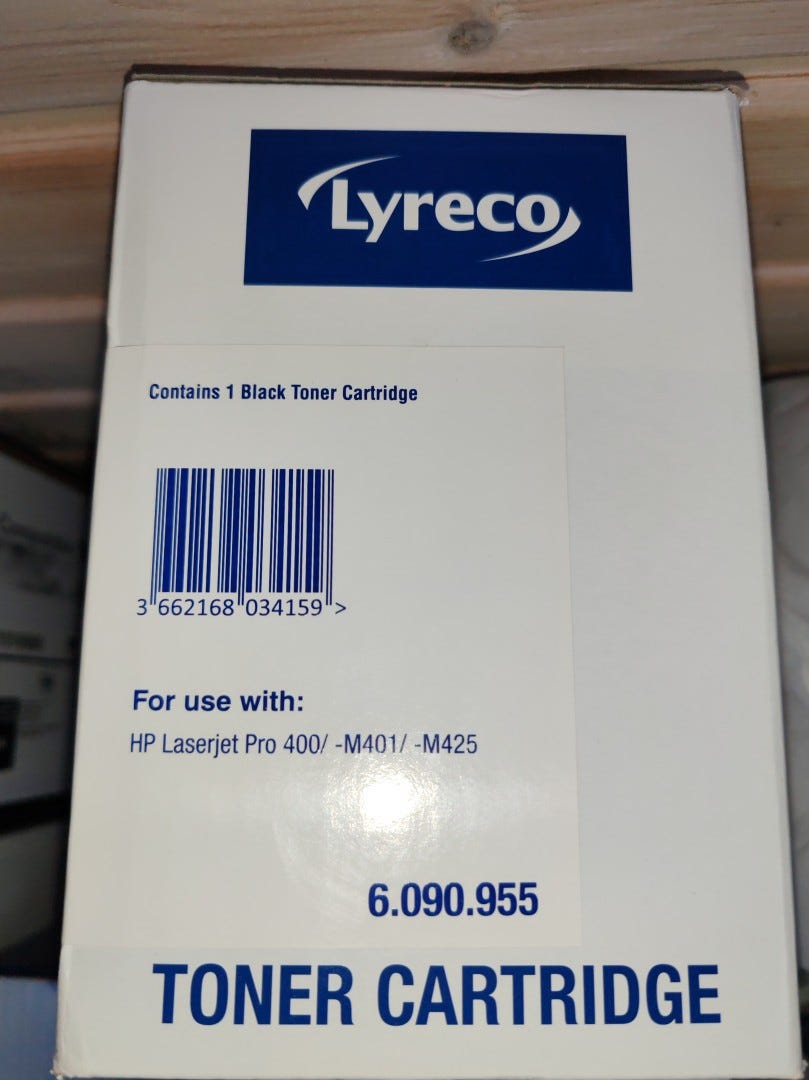 Lyreco
Contains 1 Black Toner Cartridge
3 662168 034159 >
For use with:
HP Laserjet Pro 400/ -M401/ -M425
6.090.955
TONER CARTRIDGE